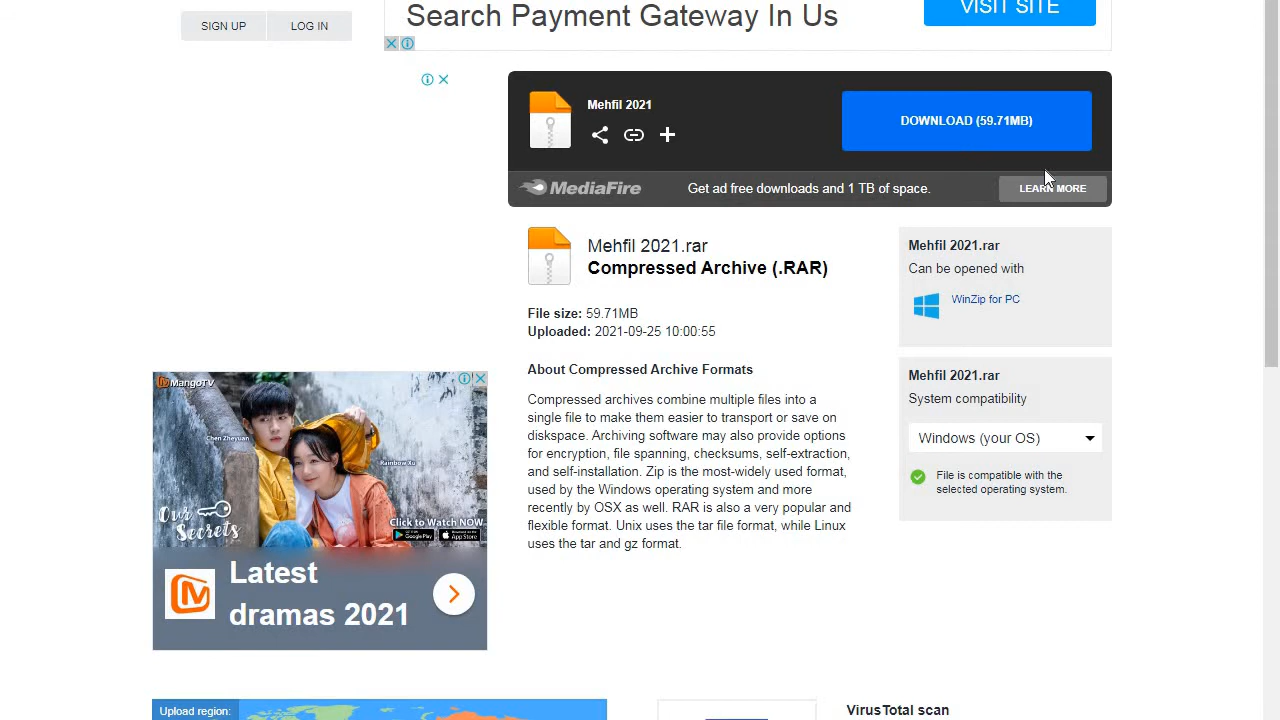 SIGN UP
LOG IN
Search Payment Gateway In Us
VISIT SITE
Mehfil 2021
DOWNLOAD (59.71MB)
MediaFire
Get ad free downloads and 1 TB of space.
LEARN MORE
Mehfil 2021.rar
Compressed Archive (.RAR)
File size: 59.71MB
Uploaded: 2021-09-25 10:00:55
About Compressed Archive Formats
Compressed archives combine multiple files into a
single file to make them easier to transport or save on
diskspace. Archiving software may also provide options
for encryption, file spanning, checksums, self-extraction,
and self-installation. Zip is the most-widely used format,
used by the Windows operating system and more
recently by OSX as well. RAR is also a very popular and
flexible format. Unix uses the tar file format, while Linux
uses the tar and gz format.
Mehfil 2021.rar
Can be opened with
WinZip for PC
Mehfil 2021.rar
System compatibility
Windows (your OS)
File is compatible with the
selected operating system.
MangoTV
Chen Zheyuan
Rainbow Xu
Our
Secrets
Click to Watch NOW
Google Play
App Store
Latest
dramas 2021
Upload region:
VirusTotal scan